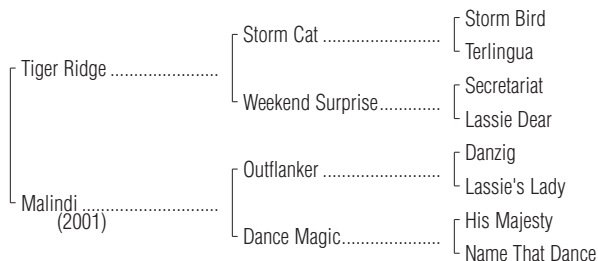 Storm Bird
Storm Cat ..............................
Terlingua
Tiger Ridge ...........................
Secretariat
Weekend Surprise...............
Lassie Dear
Danzig
Outflanker .............................
Lassie's Lady
Malindi ..................................
(2001)
His Majesty
Dance Magic.........................
Name That Dance